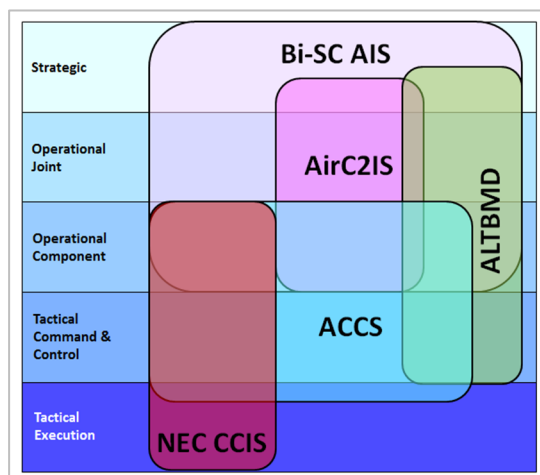 Bi-SC AIS
Strategic
Operational
Joint
AirC2IS
ALTBMD
Operational
Component
Tactical
Command &
Control
ACCS
Tactical
Execution
NEC CCIS